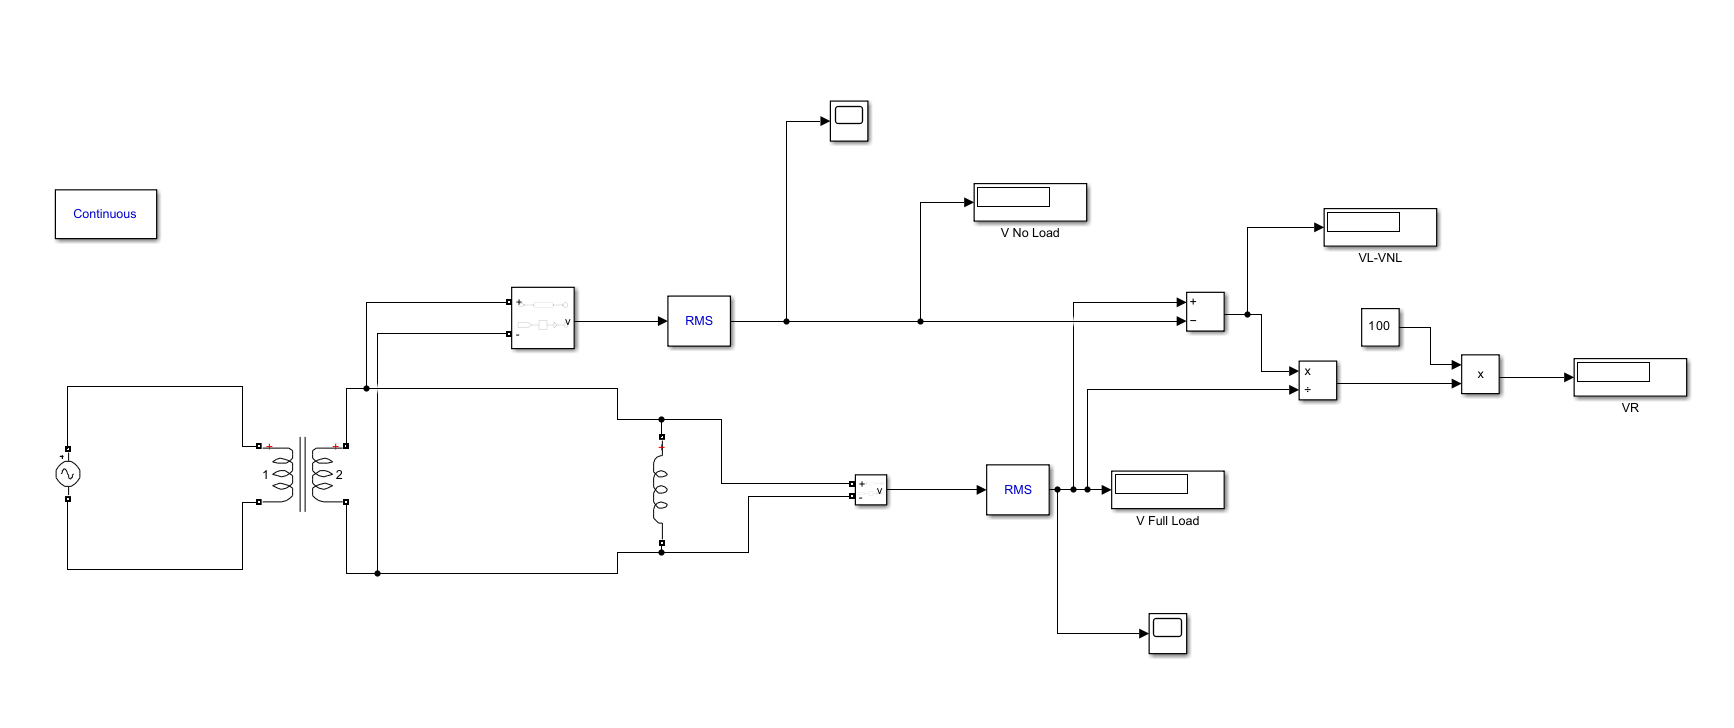 Continuous
V No Load
VL-VNL
+
-
v
RMS
+
−
100
x
÷
x
VR
+
1
+
2
+
+
+
-
v
RMS
V Full Load